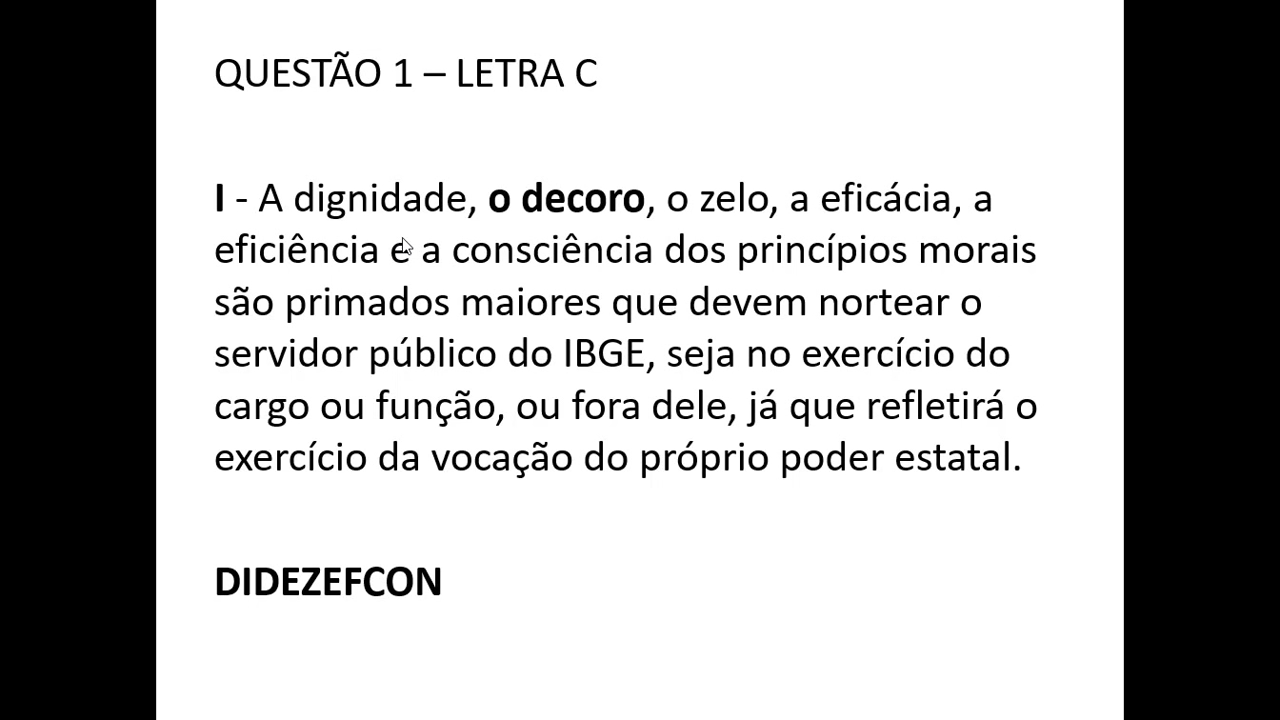 QUESTÃO 1 – LETRA C
I - A dignidade, o decoro, o zelo, a eficácia, a
eficiência e a consciência dos princípios morais
são primados maiores que devem nortear o
servidor público do IBGE, seja no exercício do
cargo ou função, ou fora dele, já que refletirá o
exercício da vocação do próprio poder estatal.
DIDEZEFCON